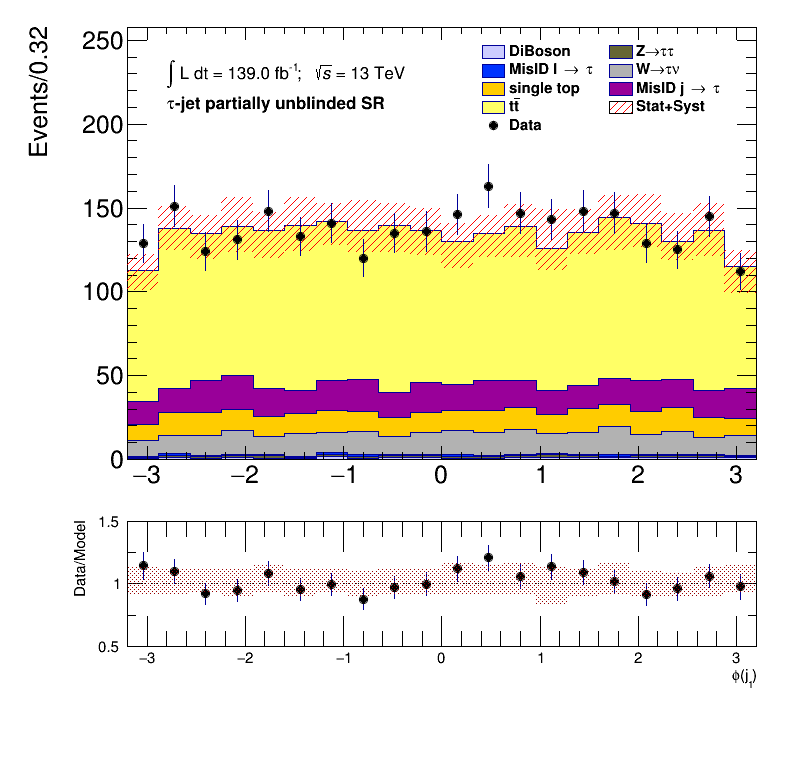 Events/0.32
250
200
150
100
50
0
∫ L dt = 139.0 fb⁻¹; √s = 13 TeV
τ-jet partially unblinded SR
DiBoson
MisID l → τ
single top
tt̄
Data
Z→ττ
W→τν
MisID j → τ
Stat+Syst
−3 −2 −1 0 1 2 3
Data/Model
1.5
1
0.5
−3 −2 −1 0 1 2 3
ϕ(j₁)